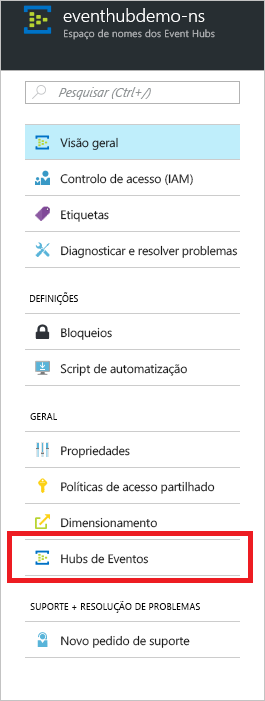 eventhubdemo-ns
Espaço de nomes dos Event Hubs
Pesquisar (Ctrl+/)
Visão geral
Controlo de acesso (IAM)
Etiquetas
Diagnosticar e resolver problemas
DEFINIÇÕES
Bloqueios
Script de automatização
GERAL
Propriedades
Políticas de acesso partilhado
Dimensionamento
Hubs de Eventos
SUPORTE + RESOLUÇÃO DE PROBLEMAS
Novo pedido de suporte